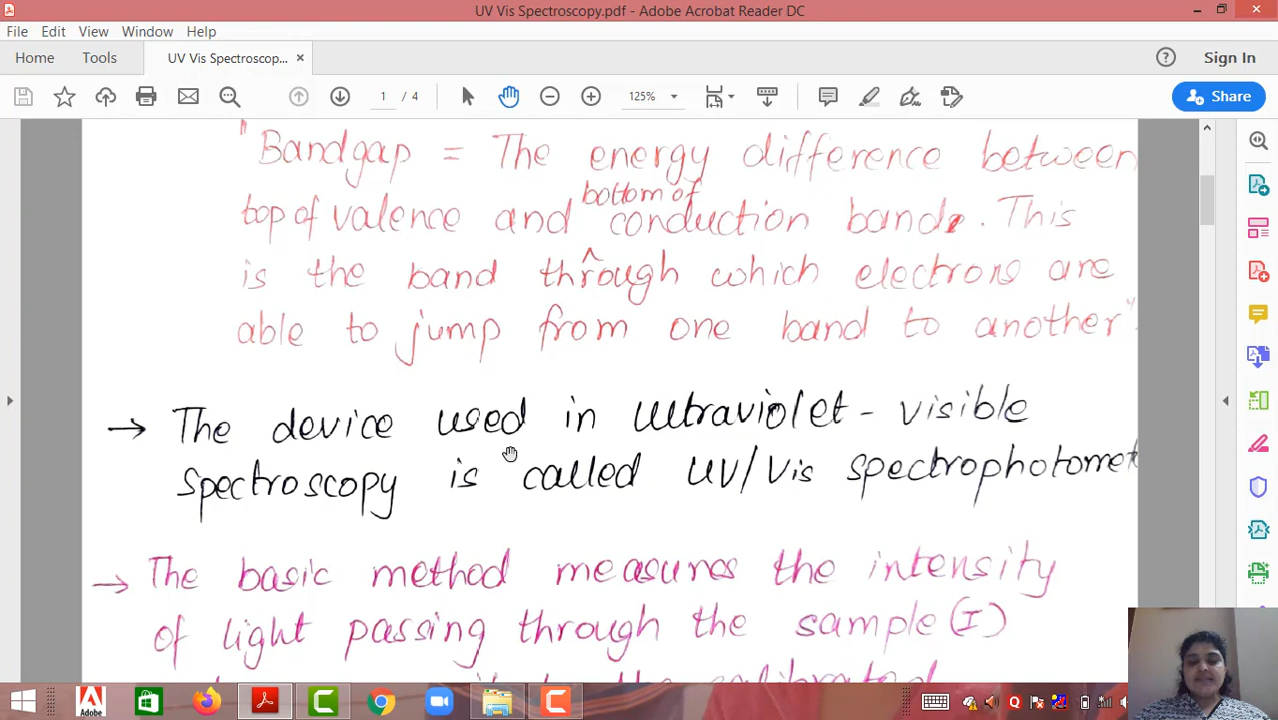 UV Vis Spectroscopy.pdf - Adobe Acrobat Reader DC
File Edit View Window Help
Home Tools UV Vis Spectroscop... × Sign In
1 / 4 125% Share
"Bandgap = The energy difference between
bottom of
top of valence and conduction band. This
is the band through which electrons are
able to jump from one band to another"
→ The device used in ultraviolet - visible
spectroscopy is called UV/Vis spectrophotomet
→ The basic method measures the intensity
of light passing through the sample (I)